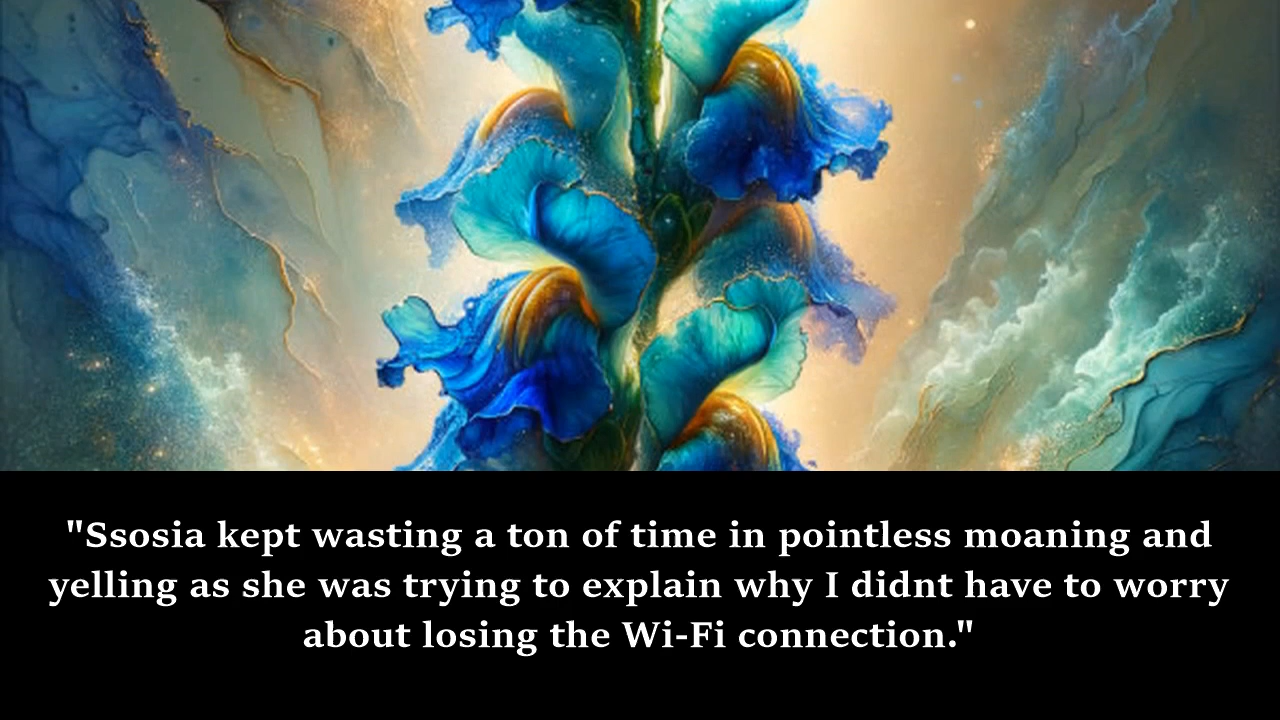 "Ssosia kept wasting a ton of time in pointless moaning and
yelling as she was trying to explain why I didnt have to worry
about losing the Wi-Fi connection."